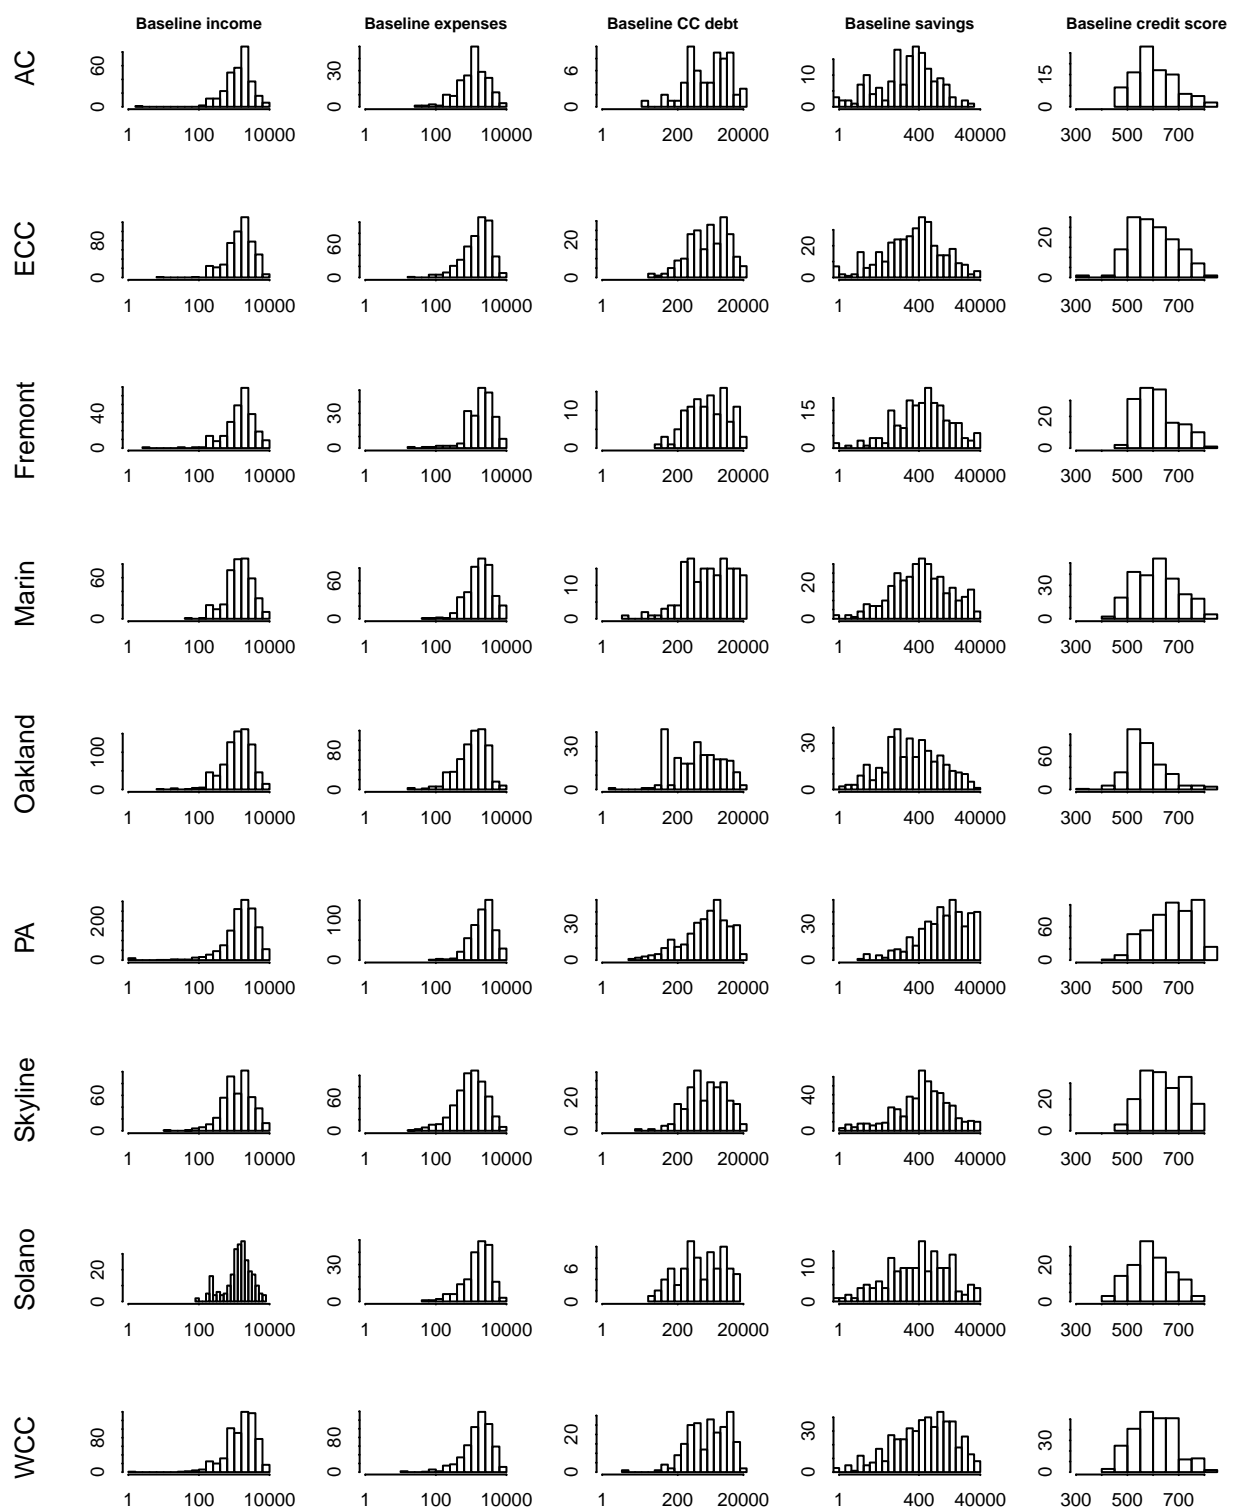 Baseline income Baseline expenses Baseline CC debt Baseline savings Baseline credit score
AC
0 60
1 100 10000
0 30
1 100 10000
0 6
1 200 20000
0 10
1 400 40000
0 15
300 500 700
ECC
0 80
1 100 10000
0 60
1 100 10000
0 20
1 200 20000
0 20
1 400 40000
0 20
300 500 700
Fremont
0 40
1 100 10000
0 30
1 100 10000
0 10
1 200 20000
0 15
1 400 40000
0 20
300 500 700
Marin
0 60
1 100 10000
0 60
1 100 10000
0 10
1 200 20000
0 20
1 400 40000
0 30
300 500 700
Oakland
0 100
1 100 10000
0 80
1 100 10000
0 30
1 200 20000
0 30
1 400 40000
0 60
300 500 700
PA
0 200
1 100 10000
0 100
1 100 10000
0 30
1 200 20000
0 30
1 400 40000
0 60
300 500 700
Skyline
0 60
1 100 10000
0 60
1 100 10000
0 20
1 200 20000
0 40
1 400 40000
0 20
300 500 700
Solano
0 20
1 100 10000
0 30
1 100 10000
0 6
1 200 20000
0 10
1 400 40000
0 20
300 500 700
WCC
0 80
1 100 10000
0 80
1 100 10000
0 20
1 200 20000
0 30
1 400 40000
0 30
300 500 700